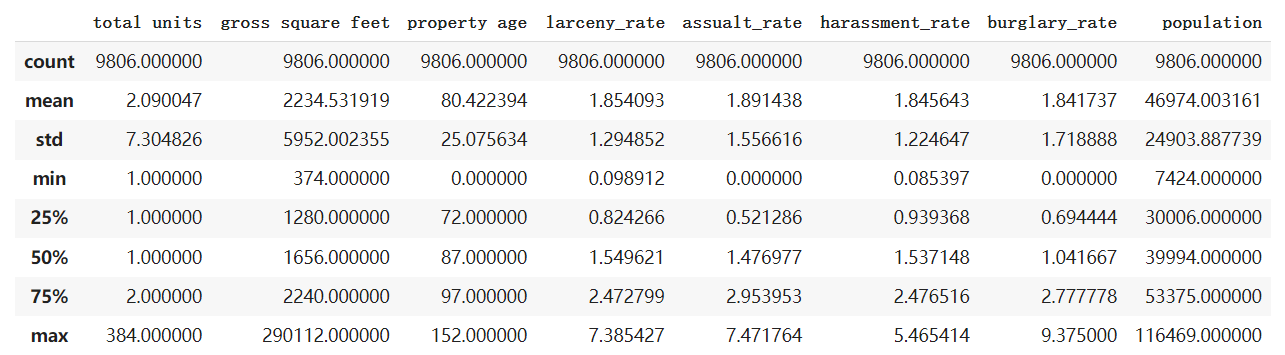 total units gross square feet property age larceny_rate assualt_rate harassment_rate burglary_rate population
count 9806.000000 9806.000000 9806.000000 9806.000000 9806.000000 9806.000000 9806.000000 9806.000000
mean 2.090047 2234.531919 80.422394 1.854093 1.891438 1.845643 1.841737 46974.003161
std 7.304826 5952.002355 25.075634 1.294852 1.556616 1.224647 1.718888 24903.887739
min 1.000000 374.000000 0.000000 0.098912 0.000000 0.085397 0.000000 7424.000000
25% 1.000000 1280.000000 72.000000 0.824266 0.521286 0.939368 0.694444 30006.000000
50% 1.000000 1656.000000 87.000000 1.549621 1.476977 1.537148 1.041667 39994.000000
75% 2.000000 2240.000000 97.000000 2.472799 2.953953 2.476516 2.777778 53375.000000
max 384.000000 290112.000000 152.000000 7.385427 7.471764 5.465414 9.375000 116469.000000